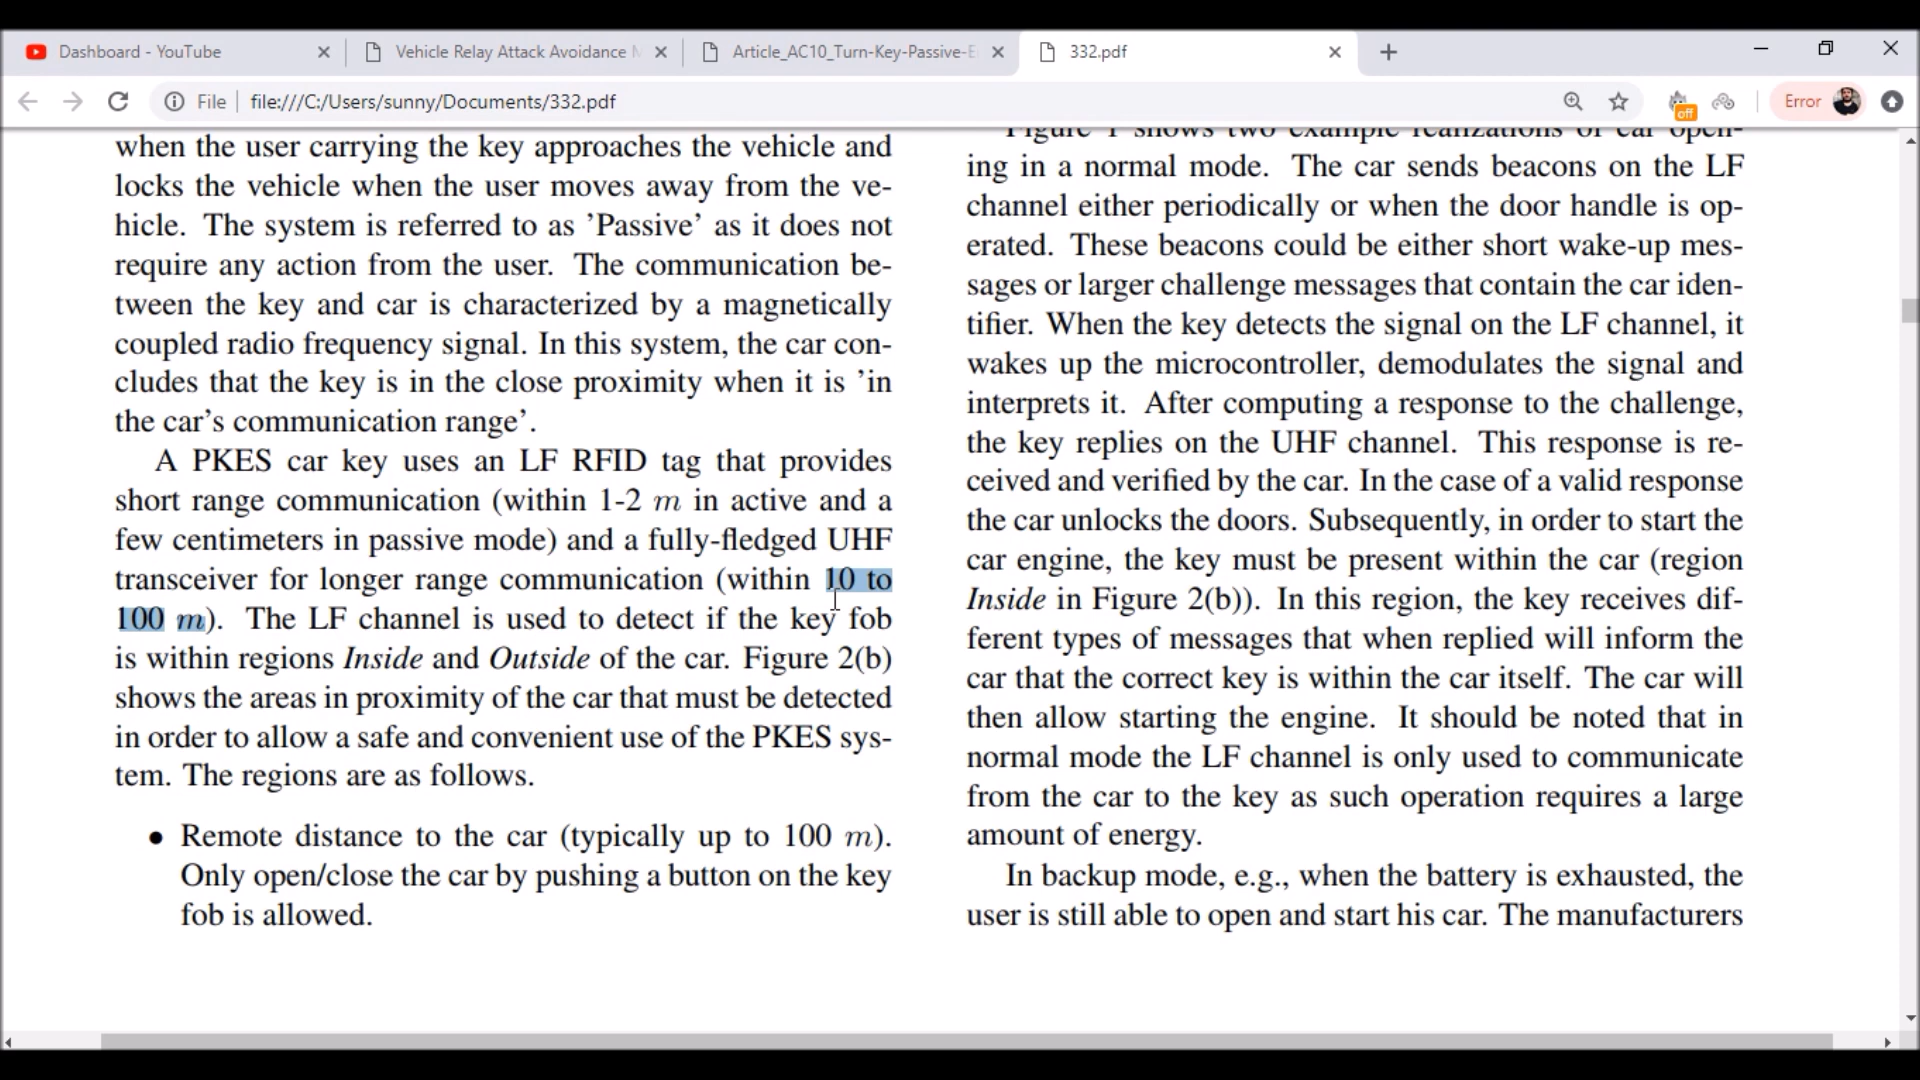 Dashboard - YouTube
Vehicle Relay Attack Avoidance
Article_AC10_Turn-Key-Passive-E
332.pdf
File
file:///C:/Users/sunny/Documents/332.pdf
off
Error
when the user carrying the key approaches the vehicle and
locks the vehicle when the user moves away from the ve-
hicle. The system is referred to as ’Passive’ as it does not
require any action from the user. The communication be-
tween the key and car is characterized by a magnetically
coupled radio frequency signal. In this system, the car con-
cludes that the key is in the close proximity when it is ’in
the car’s communication range’.
A PKES car key uses an LF RFID tag that provides
short range communication (within 1-2 m in active and a
few centimeters in passive mode) and a fully-fledged UHF
transceiver for longer range communication (within 10 to
100 m). The LF channel is used to detect if the key fob
is within regions Inside and Outside of the car. Figure 2(b)
shows the areas in proximity of the car that must be detected
in order to allow a safe and convenient use of the PKES sys-
tem. The regions are as follows.
• Remote distance to the car (typically up to 100 m).
Only open/close the car by pushing a button on the key
fob is allowed.
Figure 1 shows two example realizations of car open-
ing in a normal mode. The car sends beacons on the LF
channel either periodically or when the door handle is op-
erated. These beacons could be either short wake-up mes-
sages or larger challenge messages that contain the car iden-
tifier. When the key detects the signal on the LF channel, it
wakes up the microcontroller, demodulates the signal and
interprets it. After computing a response to the challenge,
the key replies on the UHF channel. This response is re-
ceived and verified by the car. In the case of a valid response
the car unlocks the doors. Subsequently, in order to start the
car engine, the key must be present within the car (region
Inside in Figure 2(b)). In this region, the key receives dif-
ferent types of messages that when replied will inform the
car that the correct key is within the car itself. The car will
then allow starting the engine. It should be noted that in
normal mode the LF channel is only used to communicate
from the car to the key as such operation requires a large
amount of energy.
In backup mode, e.g., when the battery is exhausted, the
user is still able to open and start his car. The manufacturers